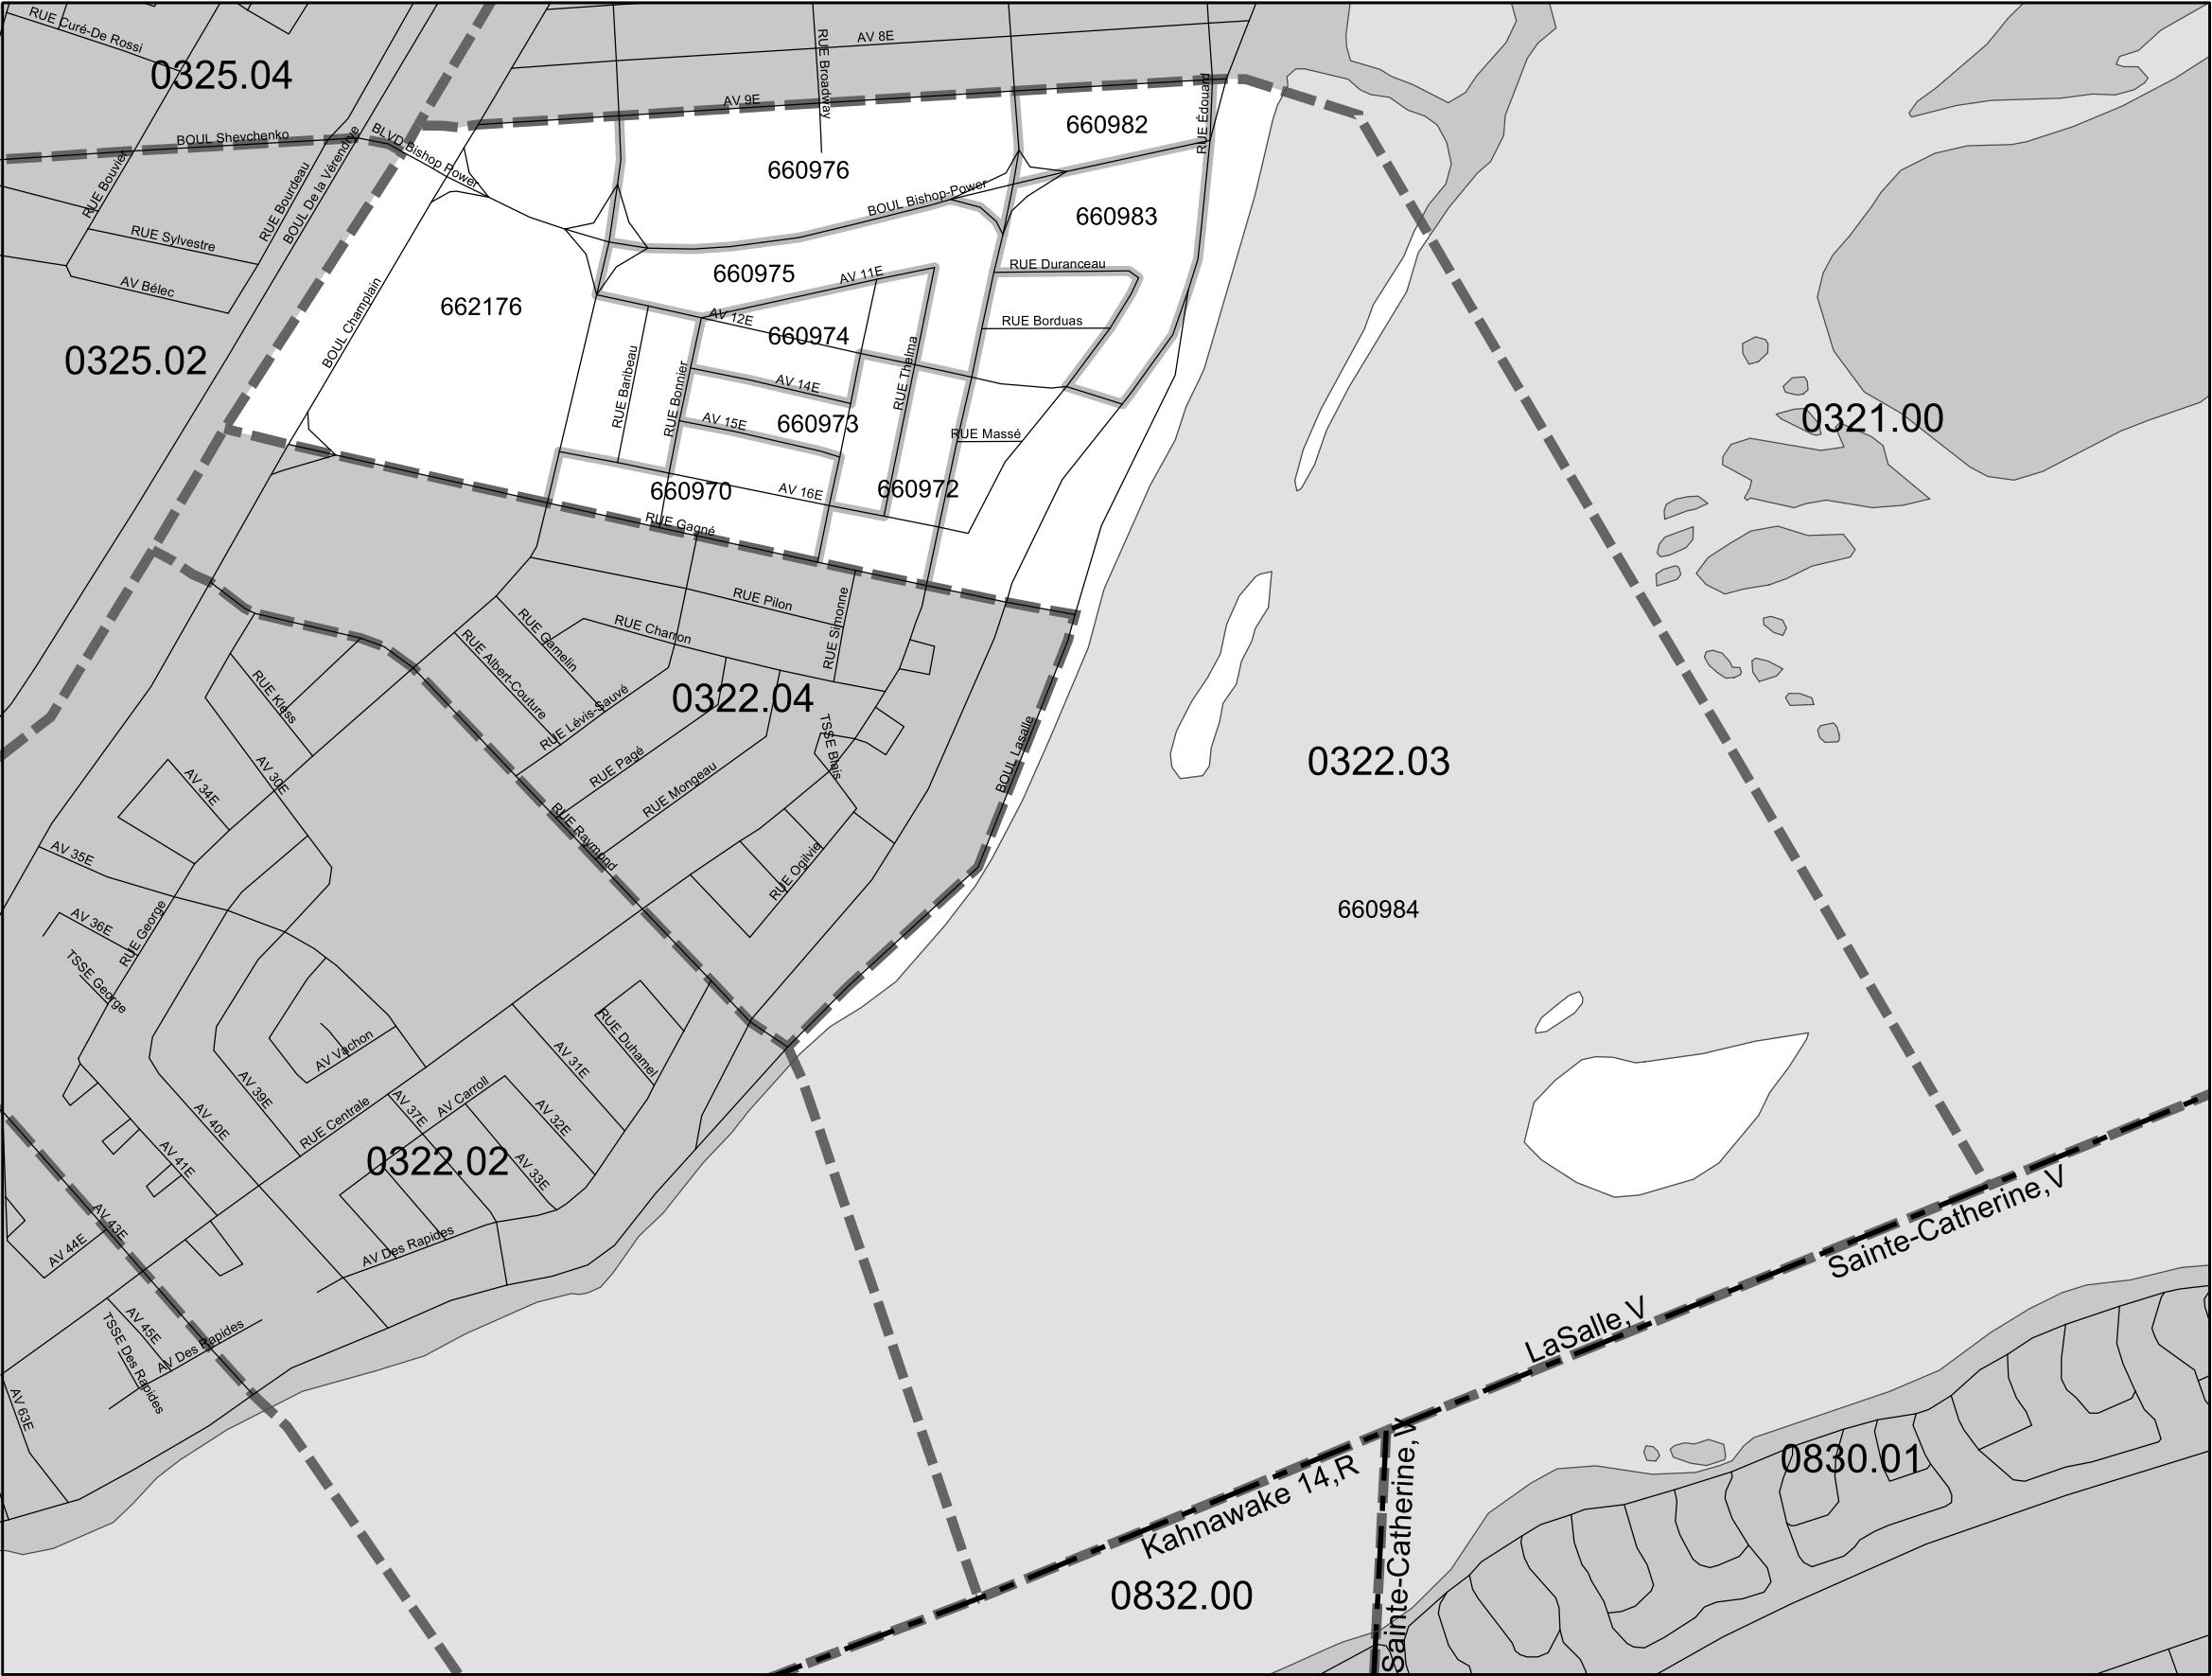 RUE Curé-De Rossi
0325.04
AV 8E
RUE Broadway
AV 9E
RUE Édouard
660982
BOUL Shevchenko
BLVD Bishop Power
RUE Bouvier
RUE Bourdeau
BOUL De la Vérendrye
660976
BOUL Bishop-Power
660983
RUE Sylvestre
AV Bélec
RUE Duranceau
660975
AV 11E
662176
BOUL Champlain
AV 12E
660974
RUE Borduas
0325.02
RUE Baribeau
RUE Bonnier
AV 14E
RUE Thelma
0321.00
AV 15E
660973
RUE Massé
660970
AV 16E
660972
RUE Gagné
RUE Pilon
RUE Simonne
RUE Charron
RUE Gamelin
RUE Albert-Couture
RUE Kless
RUE Lévis-Sauvé
0322.04
TSSE Blais
BOUL Lasalle
0322.03
AV 30E
AV 34E
RUE Pagé
RUE Mongeau
RUE Raymond
AV 35E
RUE Ogilvie
660984
AV 36E
RUE George
TSSE George
AV Vachon
AV 31E
RUE Duhamel
AV 39E
AV 40E
RUE Centrale
AV 37E
AV Carroll
AV 32E
0322.02
AV 33E
AV 41E
AV 43E
AV 44E
AV Des Rapides
Sainte-Catherine,V
LaSalle,V
AV 45E
TSSE Des Rapides
AV Des Rapides
AV 63E
Kahnawake 14,R
Sainte-Catherine,V
0830.01
0832.00